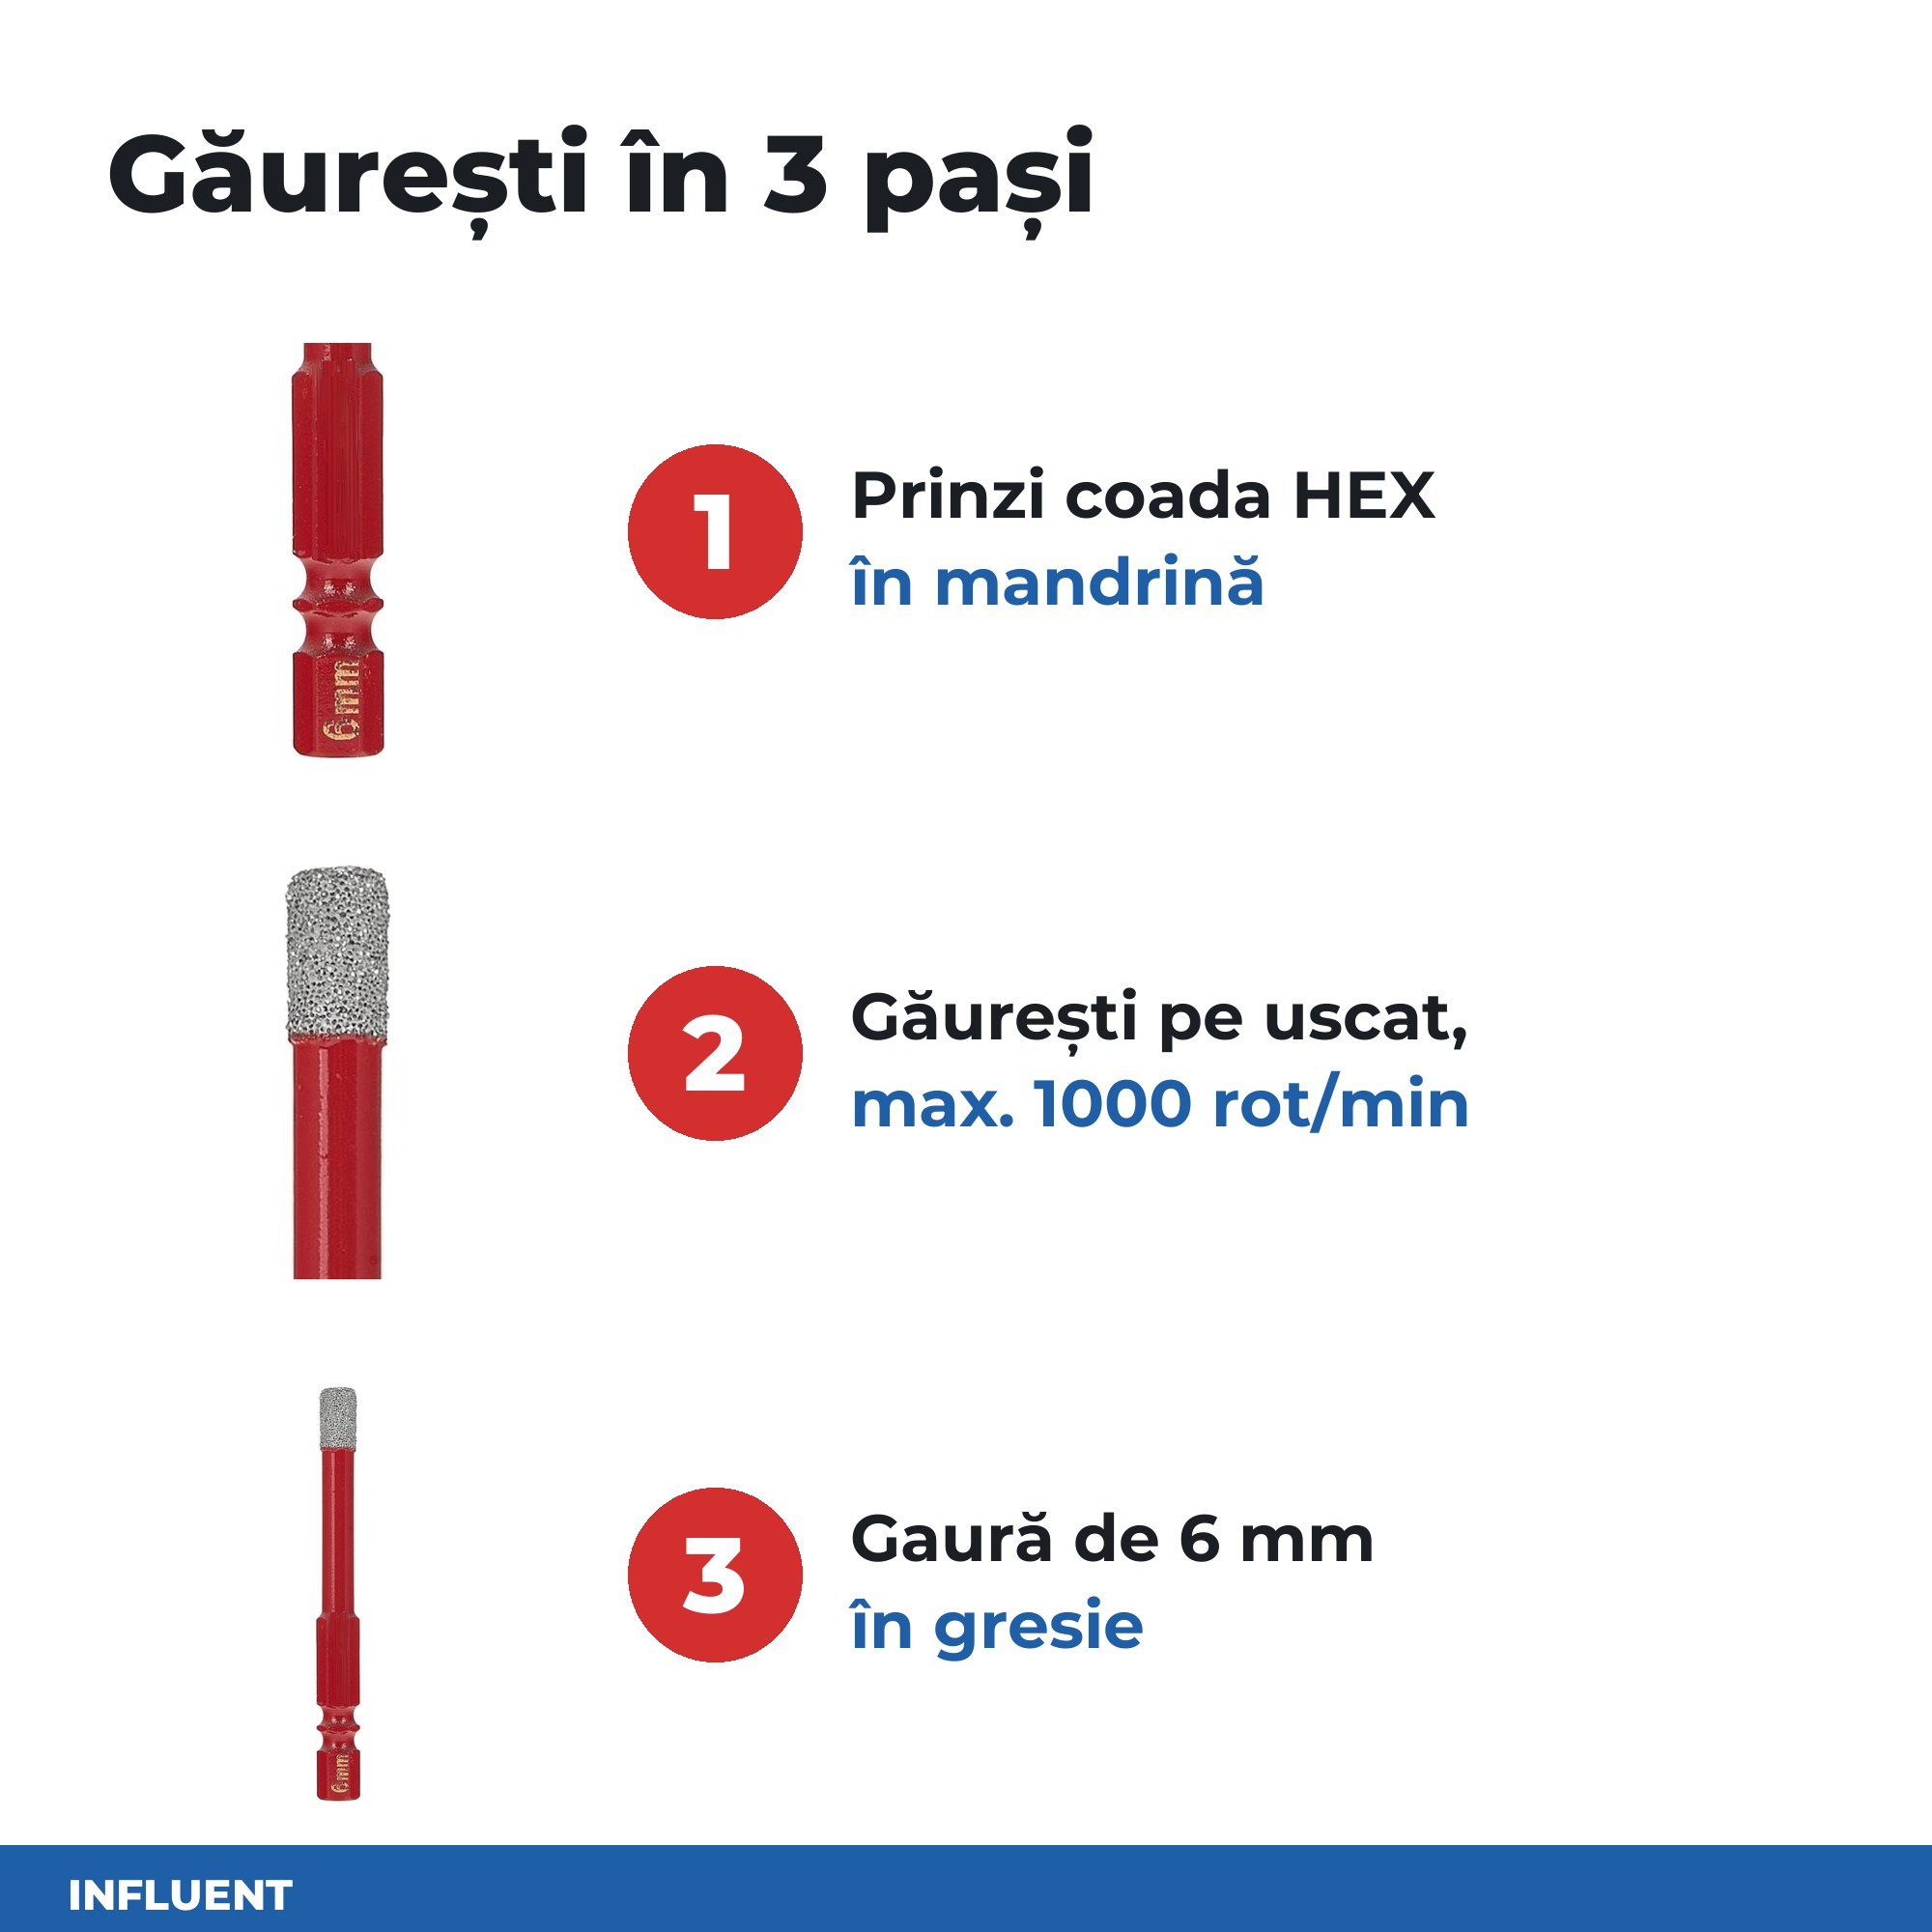 Găurești în 3 pași
6mm
1
Prinzi coada HEX
în mandrină
2
Găurești pe uscat,
max. 1000 rot/min
3
Gaură de 6 mm
în gresie
6mm
INFLUENT